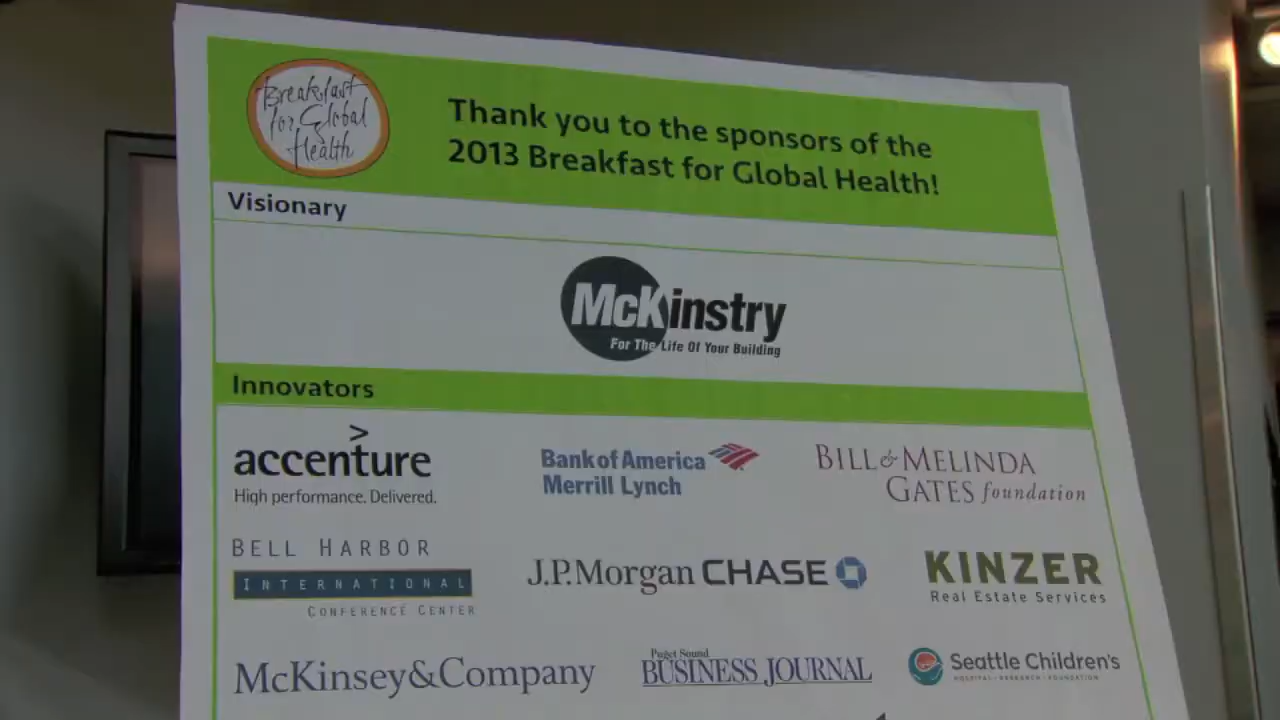 Breakfast
for Global
Health
Thank you to the sponsors of the
2013 Breakfast for Global Health!
Visionary
McKinstry
For The Life Of Your Building
Innovators
>
accenture
High performance. Delivered.
Bank of America
Merrill Lynch
BILL & MELINDA
GATES foundation
BELL HARBOR
INTERNATIONAL
CONFERENCE CENTER
J.P.Morgan CHASE
KINZER
Real Estate Services
McKinsey&Company
Puget Sound
BUSINESS JOURNAL
Seattle Children's
HOSPITAL · RESEARCH · FOUNDATION